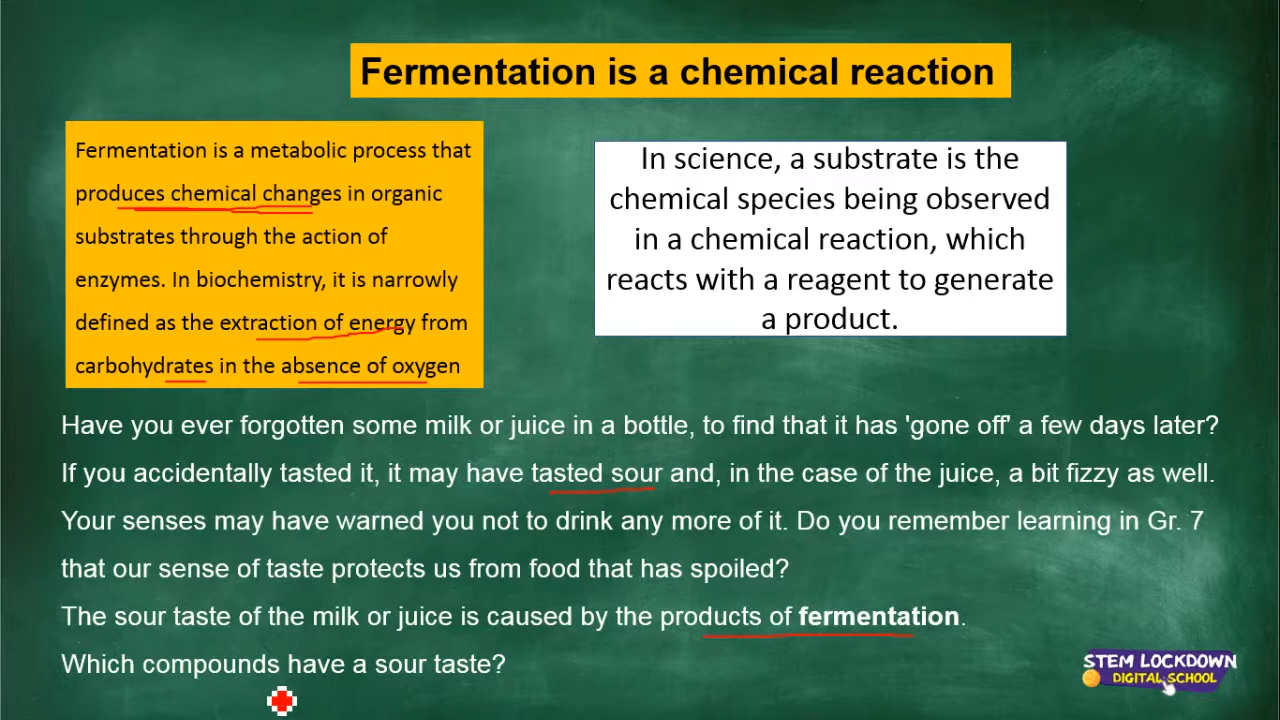 Fermentation is a chemical reaction
Fermentation is a metabolic process that
produces chemical changes in organic
substrates through the action of
enzymes. In biochemistry, it is narrowly
defined as the extraction of energy from
carbohydrates in the absence of oxygen
In science, a substrate is the
chemical species being observed
in a chemical reaction, which
reacts with a reagent to generate
a product.
Have you ever forgotten some milk or juice in a bottle, to find that it has 'gone off' a few days later?
If you accidentally tasted it, it may have tasted sour and, in the case of the juice, a bit fizzy as well.
Your senses may have warned you not to drink any more of it. Do you remember learning in Gr. 7
that our sense of taste protects us from food that has spoiled?
The sour taste of the milk or juice is caused by the products of fermentation.
Which compounds have a sour taste?
STEM LOCKDOWN
DIGITAL SCHOOL